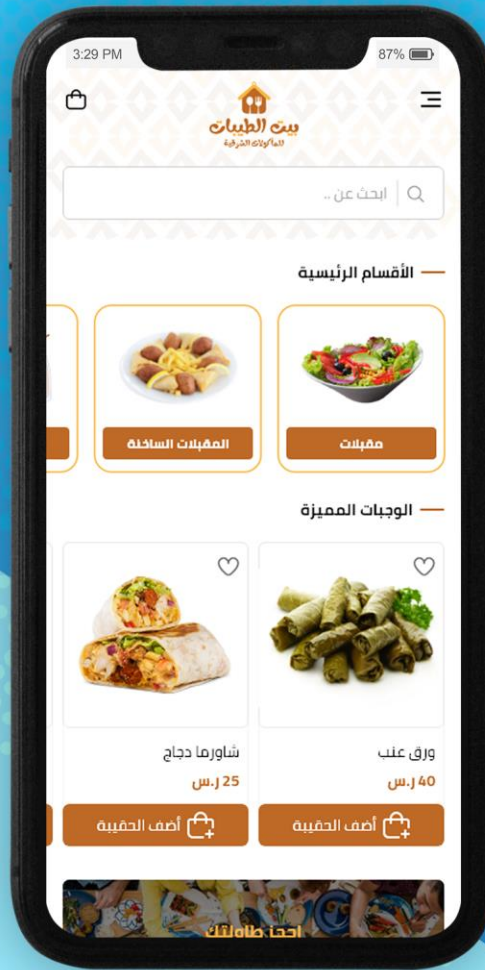 3:29 PM
87%
بيت الطيبات
للمأكولات الشرقية
ابحث عن ..
الأقسام الرئيسية
مقبلات
المقبلات الساخنة
الوجبات المميزة
ورق عنب
40 ر.س
أضف الحقيبة
شاورما دجاج
25 ر.س
أضف الحقيبة
احجز طاولتك